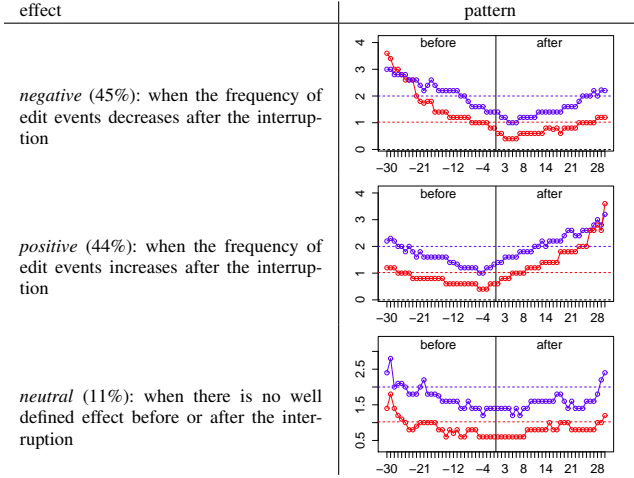 effect
pattern
negative (45%): when the frequency of
edit events decreases after the interrup-
tion
before
after
4
3
2
1
0
−30 −21 −12 −4 3 8 14 21 28
positive (44%): when the frequency of
edit events increases after the interrup-
tion
before
after
4
3
2
1
0
−30 −21 −12 −4 3 8 14 21 28
neutral (11%): when there is no well
defined effect before or after the inter-
ruption
before
after
2.5
1.5
0.5
−30 −21 −12 −4 3 8 14 21 28